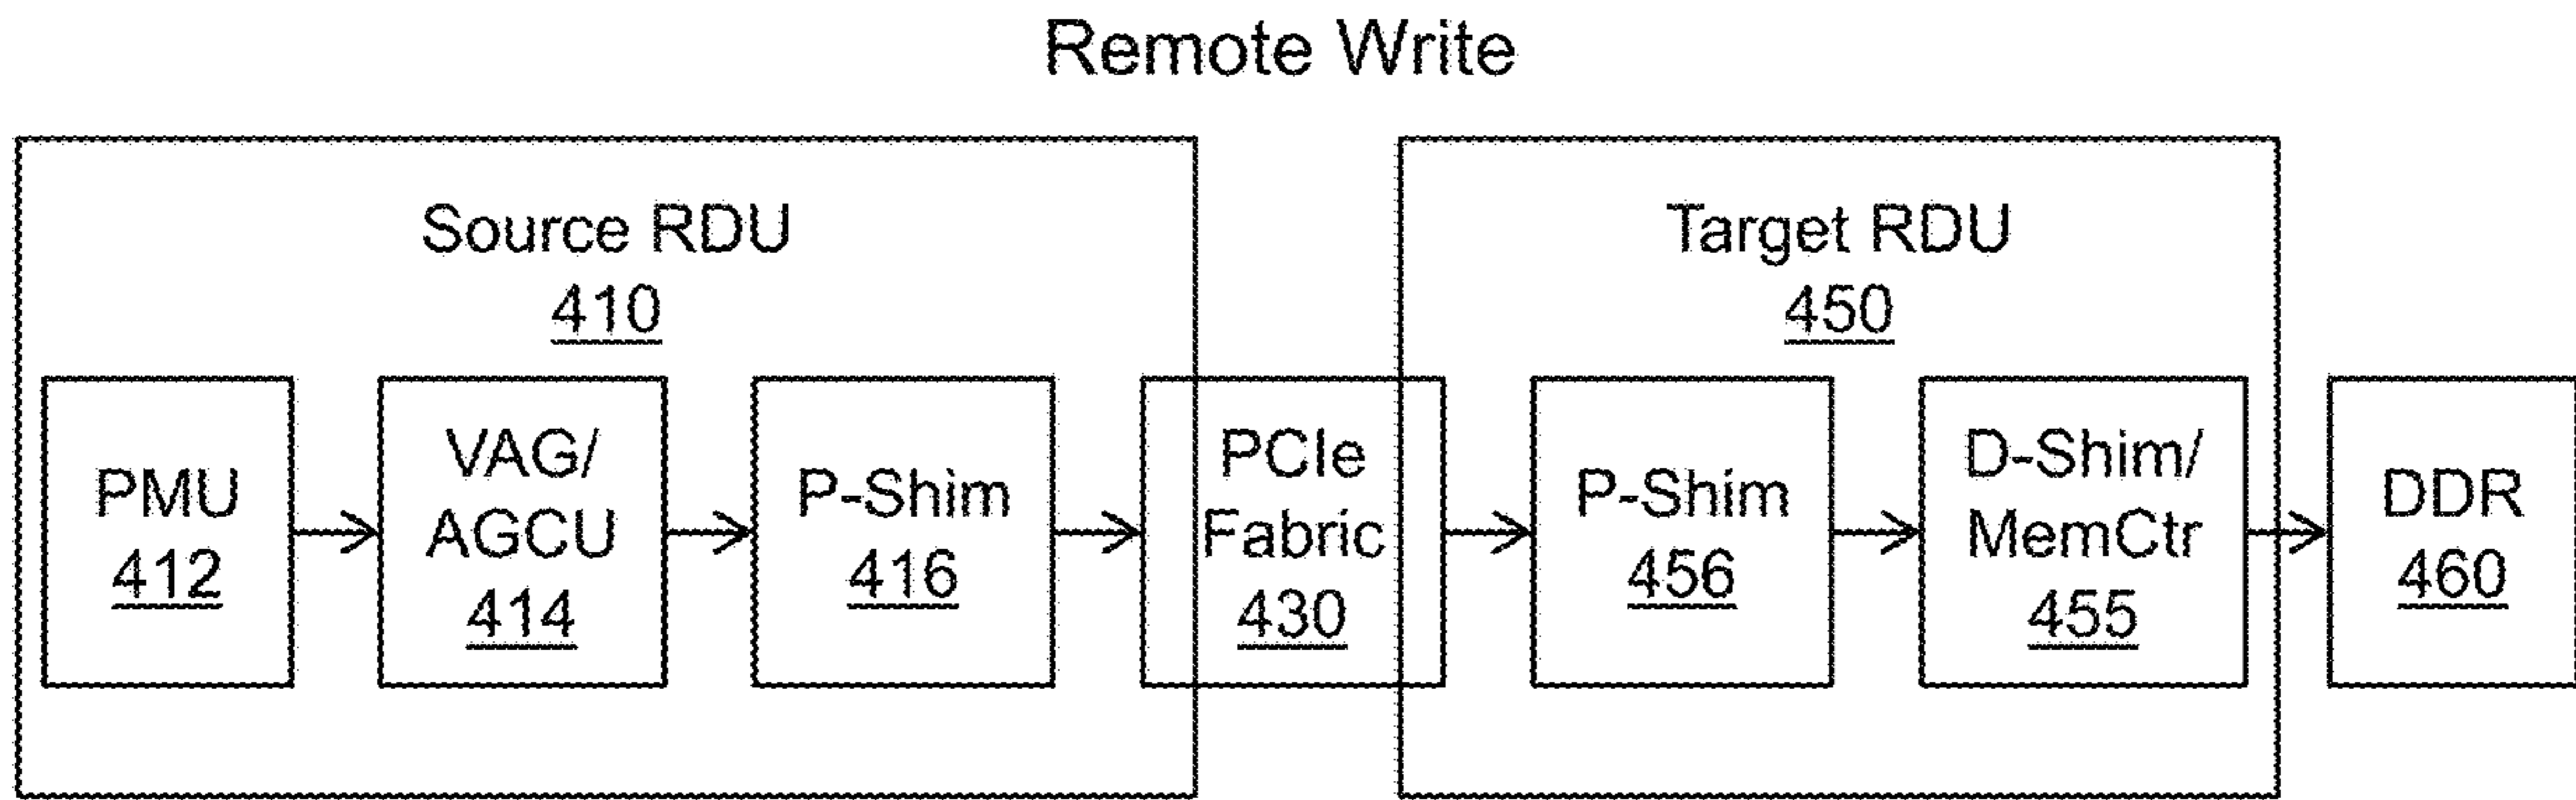 Remote Write
Source RDU
410
Target RDU
450
PMU
412
VAG/
AGCU
414
P-Shim
416
PCIe
Fabric
430
P-Shim
456
D-Shim/
MemCtr
455
DDR
460